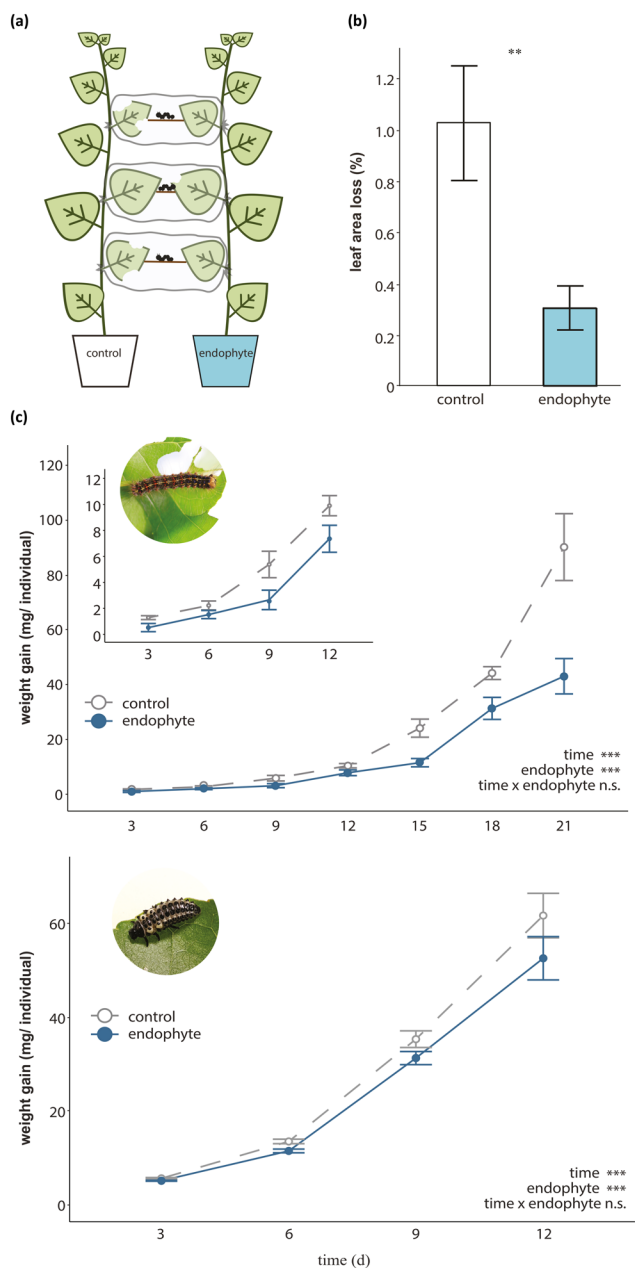 (a)
control
endophyte
(b)
**
leaf area loss (%)
1.2
1.0
0.8
0.6
0.4
0.2
0
control
endophyte
(c)
weight gain (mg/ individual)
120
100
80
60
40
20
0
12
10
8
6
4
2
0
3 6 9 12
control
endophyte
time ***
endophyte ***
time x endophyte n.s.
3 6 9 12 15 18 21
weight gain (mg/ individual)
60
40
20
0
control
endophyte
time ***
endophyte ***
time x endophyte n.s.
3 6 9 12
time (d)